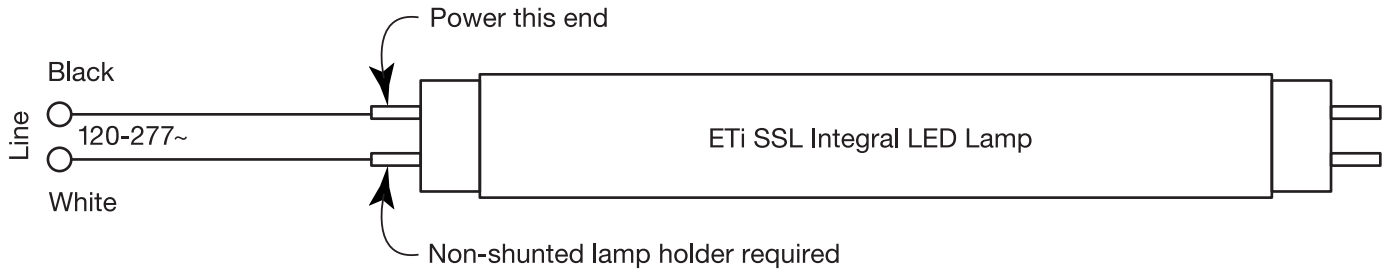 Power this end
Black
Line
120-277~
ETi SSL Integral LED Lamp
White
Non-shunted lamp holder required